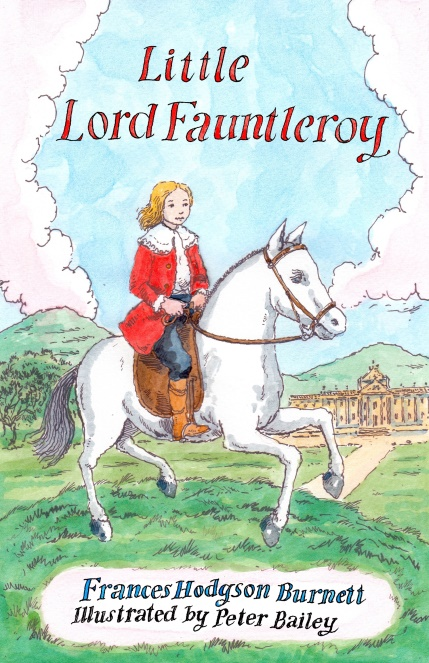 Little
Lord Fauntleroy
Frances Hodgson Burnett
Illustrated by Peter Bailey